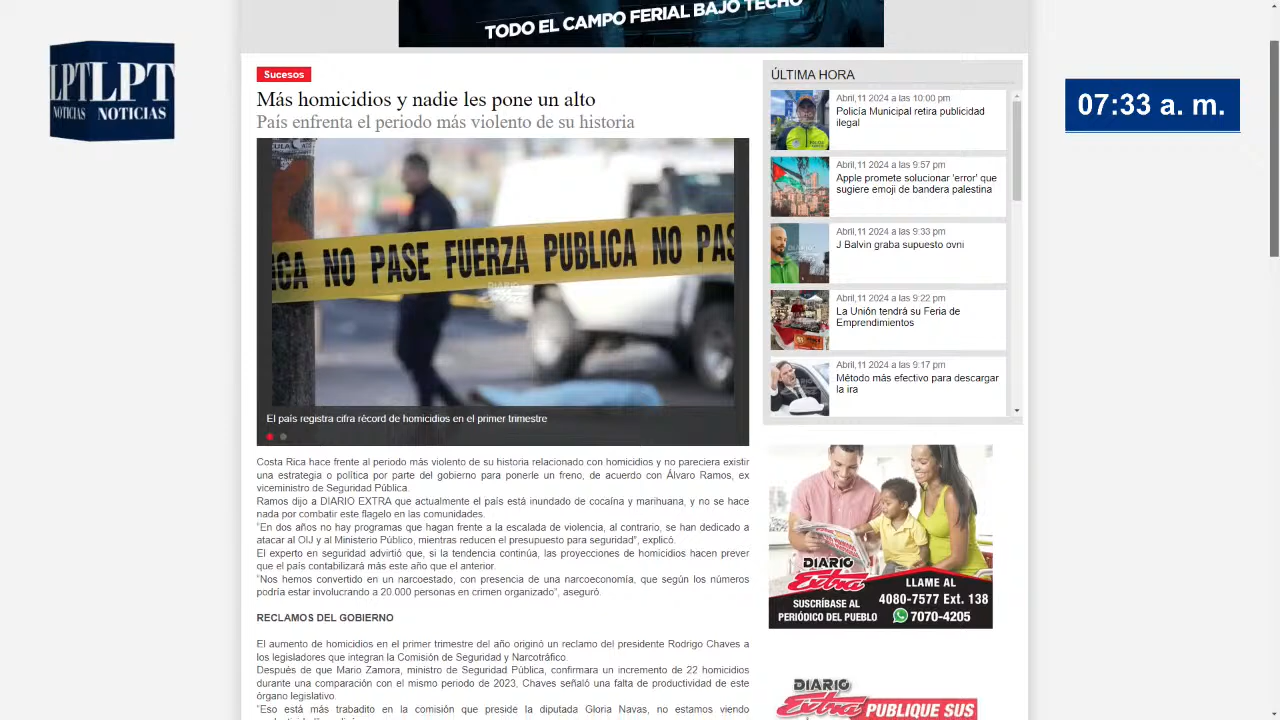 TODO EL CAMPO FERIAL BAJO TECHO
LPT LPT
NOTICIAS NOTICIAS
07:33 a. m.
Sucesos
Más homicidios y nadie les pone un alto
País enfrenta el periodo más violento de su historia
RICA NO PASE FUERZA PUBLICA NO PAS
El país registra cifra récord de homicidios en el primer trimestre
Costa Rica hace frente al periodo más violento de su historia relacionado con homicidios y no pareciera existir
una estrategia o política por parte del gobierno para ponerle un freno, de acuerdo con Álvaro Ramos, ex
viceministro de Seguridad Pública.
Ramos dijo a DIARIO EXTRA que actualmente el país está inundado de cocaína y marihuana, y no se hace
nada por combatir este flagelo en las comunidades.
"En dos años no hay programas que hagan frente a la escalada de violencia, al contrario, se han dedicado a
atacar al OIJ y al Ministerio Público, mientras reducen el presupuesto para seguridad", explicó.
El experto en seguridad advirtió que, si la tendencia continúa, las proyecciones de homicidios hacen prever
que el país contabilizará más este año que el anterior.
"Nos hemos convertido en un narcoestado, con presencia de una narcoeconomía, que según los números
podría estar involucrando a 20.000 personas en crimen organizado", aseguró.
RECLAMOS DEL GOBIERNO
El aumento de homicidios en el primer trimestre del año originó un reclamo del presidente Rodrigo Chaves a
los legisladores que integran la Comisión de Seguridad y Narcotráfico.
Después de que Mario Zamora, ministro de Seguridad Pública, confirmara un incremento de 22 homicidios
durante una comparación con el mismo periodo de 2023, Chaves señaló una falta de productividad de este
órgano legislativo.
"Eso está más trabadito en la comisión que preside la diputada Gloria Navas, no estamos viendo
ÚLTIMA HORA
Abril,11 2024 a las 10:00 pm
Policía Municipal retira publicidad
ilegal
Abril,11 2024 a las 9:57 pm
Apple promete solucionar 'error' que
sugiere emoji de bandera palestina
Abril,11 2024 a las 9:33 pm
J Balvin graba supuesto ovni
Abril,11 2024 a las 9:22 pm
La Unión tendrá su Feria de
Emprendimientos
Abril,11 2024 a las 9:17 pm
Método más efectivo para descargar
la ira
DIARIO
Extra
SUSCRÍBASE AL
PERIÓDICO DEL PUEBLO
LLAME AL
4080-7577 Ext. 138
7070-4205
DIARIO
Extra
PUBLIQUE SUS